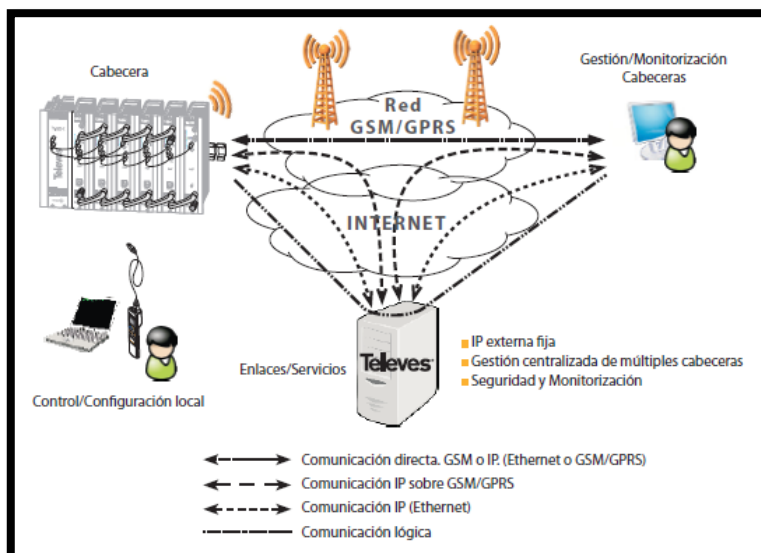 Cabecera
Gestión/Monitorización
Cabeceras
Red
GSM/GPRS
Televes
INTERNET
Enlaces/Servicios
Televes
IP externa fija
Gestión centralizada de múltiples cabeceras
Seguridad y Monitorización
Control/Configuración local
Comunicación directa. GSM o IP. (Ethernet o GSM/GPRS)
Comunicación IP sobre GSM/GPRS
Comunicación IP (Ethernet)
Comunicación lógica